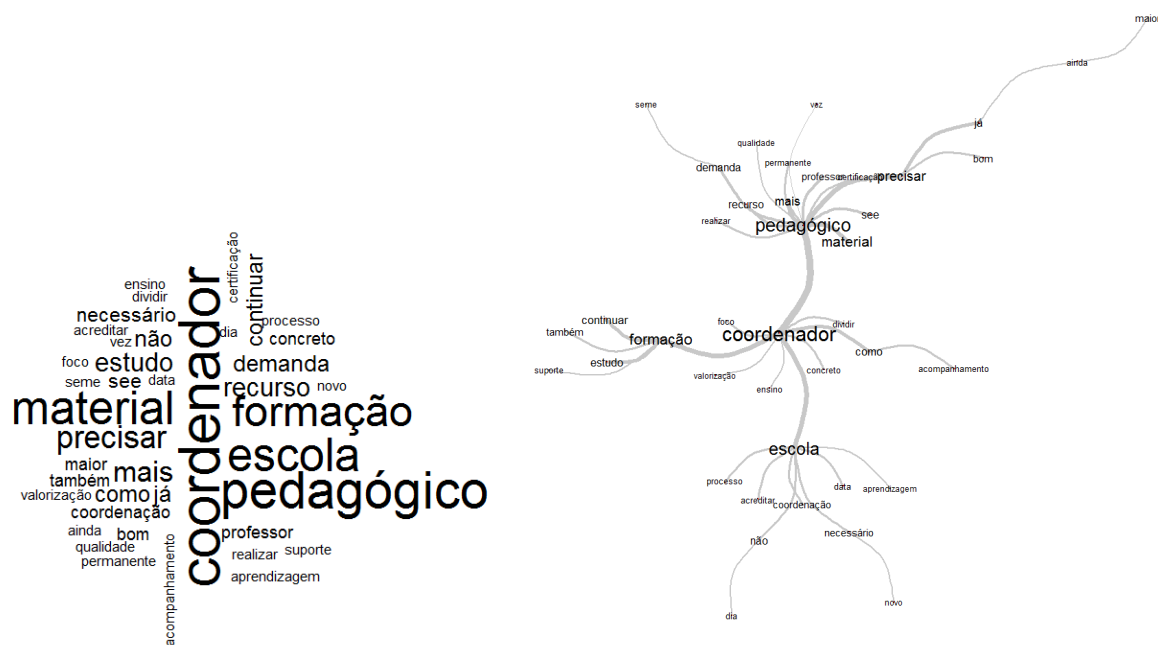 certificação
continuar
ensino
dividir
coordenador
necessário
processo
acreditar
não
dia
vez
concreto
foco
estudo
demanda
seme
see
data
recurso
novo
material
formação
precisar
escola
maior
mais
também
pedagógico
valorização
como
já
coordenação
ainda
bom
professor
qualidade
realizar
suporte
permanente
acompanhamento
aprendizagem
maior
ainda
seme
vez
já
qualidade
bom
permanente
demanda
professor
certificação
precisar
recurso
mais
see
realizar
pedagógico
material
continuar
foco
dividir
também
formação
coordenador
como
suporte
estudo
valorização
concreto
acompanhamento
ensino
escola
processo
data
aprendizagem
acreditar
coordenação
não
necessário
novo
dia